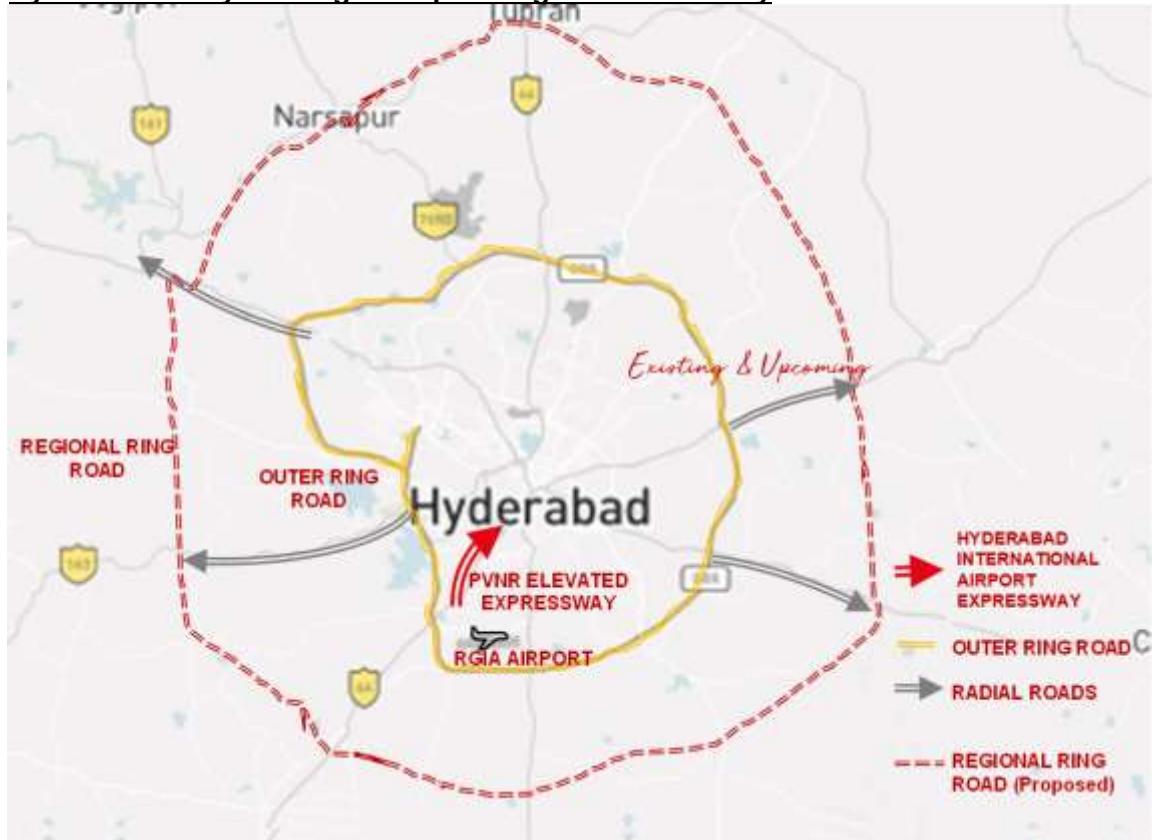 Tupran
44
161
Narsapur
765D
Existing & Upcoming
REGIONAL RING
ROAD
OUTER RING
ROAD
Hyderabad
HYDERABAD
INTERNATIONAL
AIRPORT
EXPRESSWAY
163
PVNR ELEVATED
EXPRESSWAY
RGIA AIRPORT
OUTER RING ROAD
C
44
RADIAL ROADS
REGIONAL RING
ROAD (Proposed)